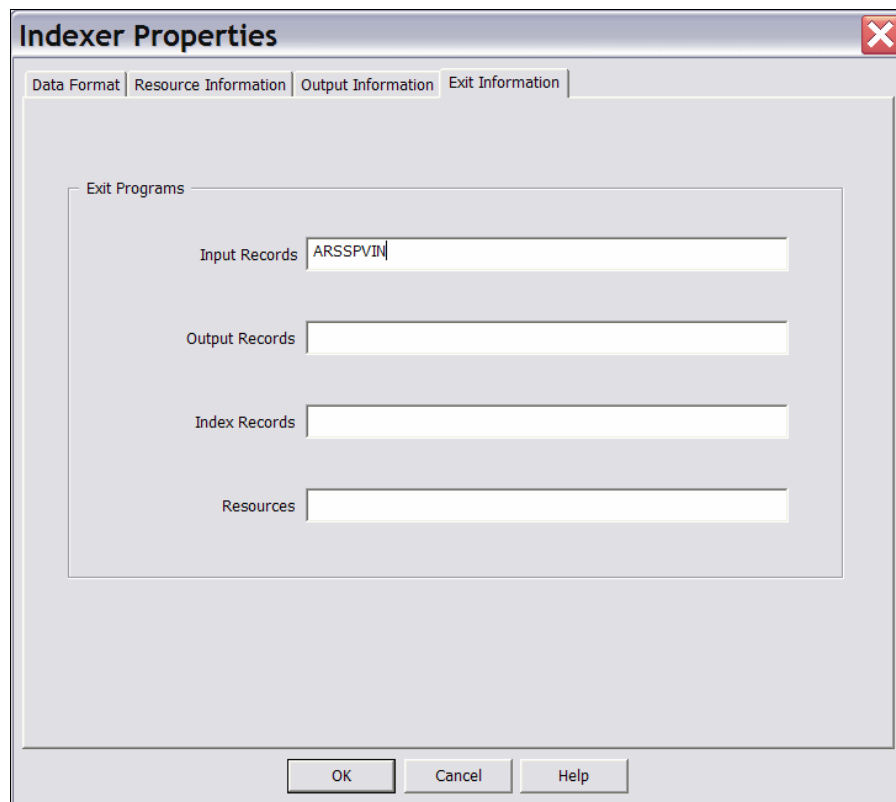 Indexer Properties
Data Format Resource Information Output Information Exit Information
Exit Programs
Input Records ARSSPVIN
Output Records
Index Records
Resources
OK Cancel Help